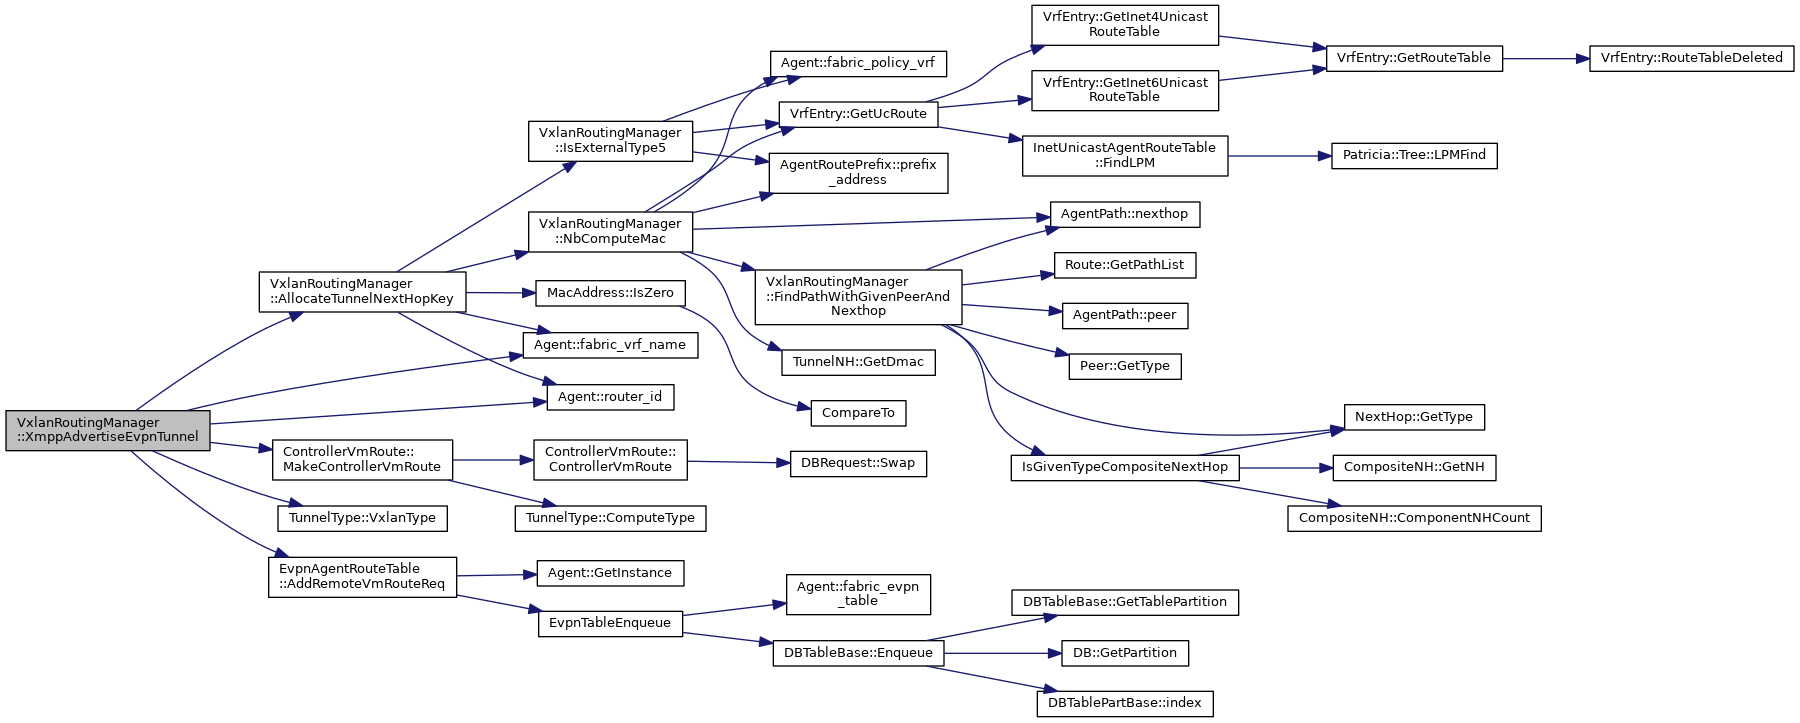 VxlanRoutingManager
::XmppAdvertiseEvpnTunnel
VxlanRoutingManager
::AllocateTunnelNextHopKey
Agent::fabric_vrf_name
Agent::router_id
ControllerVmRoute::
MakeControllerVmRoute
TunnelType::VxlanType
EvpnAgentRouteTable
::AddRemoteVmRouteReq
VxlanRoutingManager
::IsExternalType5
VxlanRoutingManager
::NbComputeMac
MacAddress::IsZero
ControllerVmRoute::
ControllerVmRoute
TunnelType::ComputeType
Agent::GetInstance
EvpnTableEnqueue
Agent::fabric_policy_vrf
VrfEntry::GetUcRoute
AgentRoutePrefix::prefix
_address
VxlanRoutingManager
::FindPathWithGivenPeerAnd
Nexthop
TunnelNH::GetDmac
CompareTo
DBRequest::Swap
Agent::fabric_evpn
_table
DBTableBase::Enqueue
VrfEntry::GetInet4Unicast
RouteTable
VrfEntry::GetInet6Unicast
RouteTable
InetUnicastAgentRouteTable
::FindLPM
AgentPath::nexthop
Route::GetPathList
AgentPath::peer
Peer::GetType
IsGivenTypeCompositeNextHop
DBTableBase::GetTablePartition
DB::GetPartition
DBTablePartBase::index
VrfEntry::GetRouteTable
Patricia::Tree::LPMFind
NextHop::GetType
CompositeNH::GetNH
CompositeNH::ComponentNHCount
VrfEntry::RouteTableDeleted